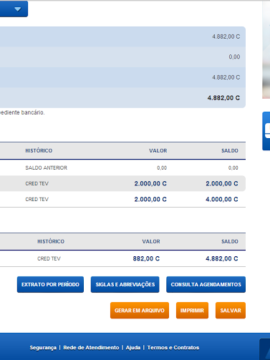 4.882,00 C
0,00
4.882,00 C
4.882,00 C
ediente bancário.
HISTÓRICO VALOR SALDO
SALDO ANTERIOR 0,00 0,00
CRED TEV 2.000,00 C 2.000,00 C
CRED TEV 2.000,00 C 4.000,00 C
HISTÓRICO VALOR SALDO
CRED TEV 882,00 C 4.882,00 C
EXTRATO POR PERÍODO SIGLAS E ABREVIAÇÕES CONSULTA AGENDAMENTOS
GERAR EM ARQUIVO IMPRIMIR SALVAR
Segurança | Rede de Atendimento | Ajuda | Termos e Contratos